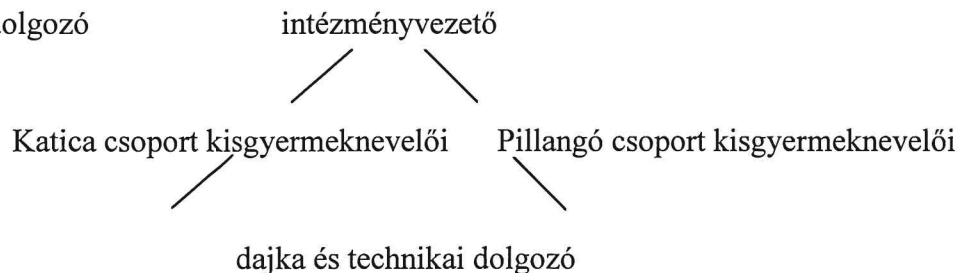 intézményvezető
Katica csoport kisgyermeknevelői Pillangó csoport kisgyermeknevelői
dajka és technikai dolgozó